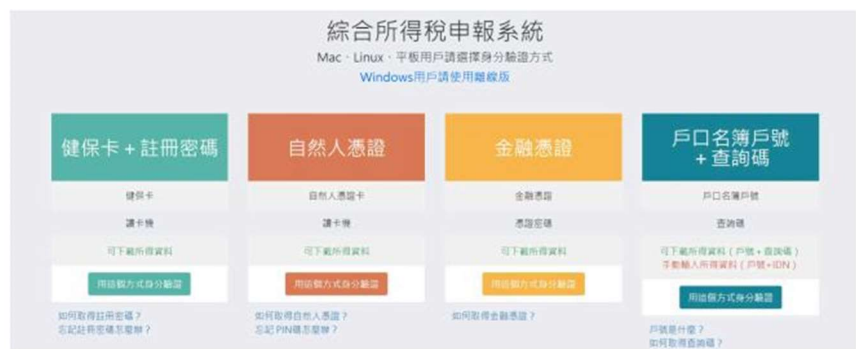 綜合所得稅申報系統
Mac、Linux、平板用戶請選擇身分驗證方式
Windows用戶請使用離線版
健保卡 + 註冊密碼
健保卡
讀卡機
可下載所得資料
用這個方式身分驗證
如何取得註冊密碼？
忘記註冊密碼怎麼辦？
自然人憑證
自然人憑證卡
讀卡機
可下載所得資料
用這個方式身分驗證
如何取得自然人憑證？
忘記 PIN碼怎麼辦？
金融憑證
金融憑證
憑證密碼
可下載所得資料
用這個方式身分驗證
如何取得金融憑證？
戶口名簿戶號
+ 查詢碼
戶口名簿戶號
查詢碼
可下載所得資料（戶號 + 查詢碼）
手動輸入所得資料（戶號+IDN）
用這個方式身分驗證
戶號是什麼？
如何取得查詢碼？